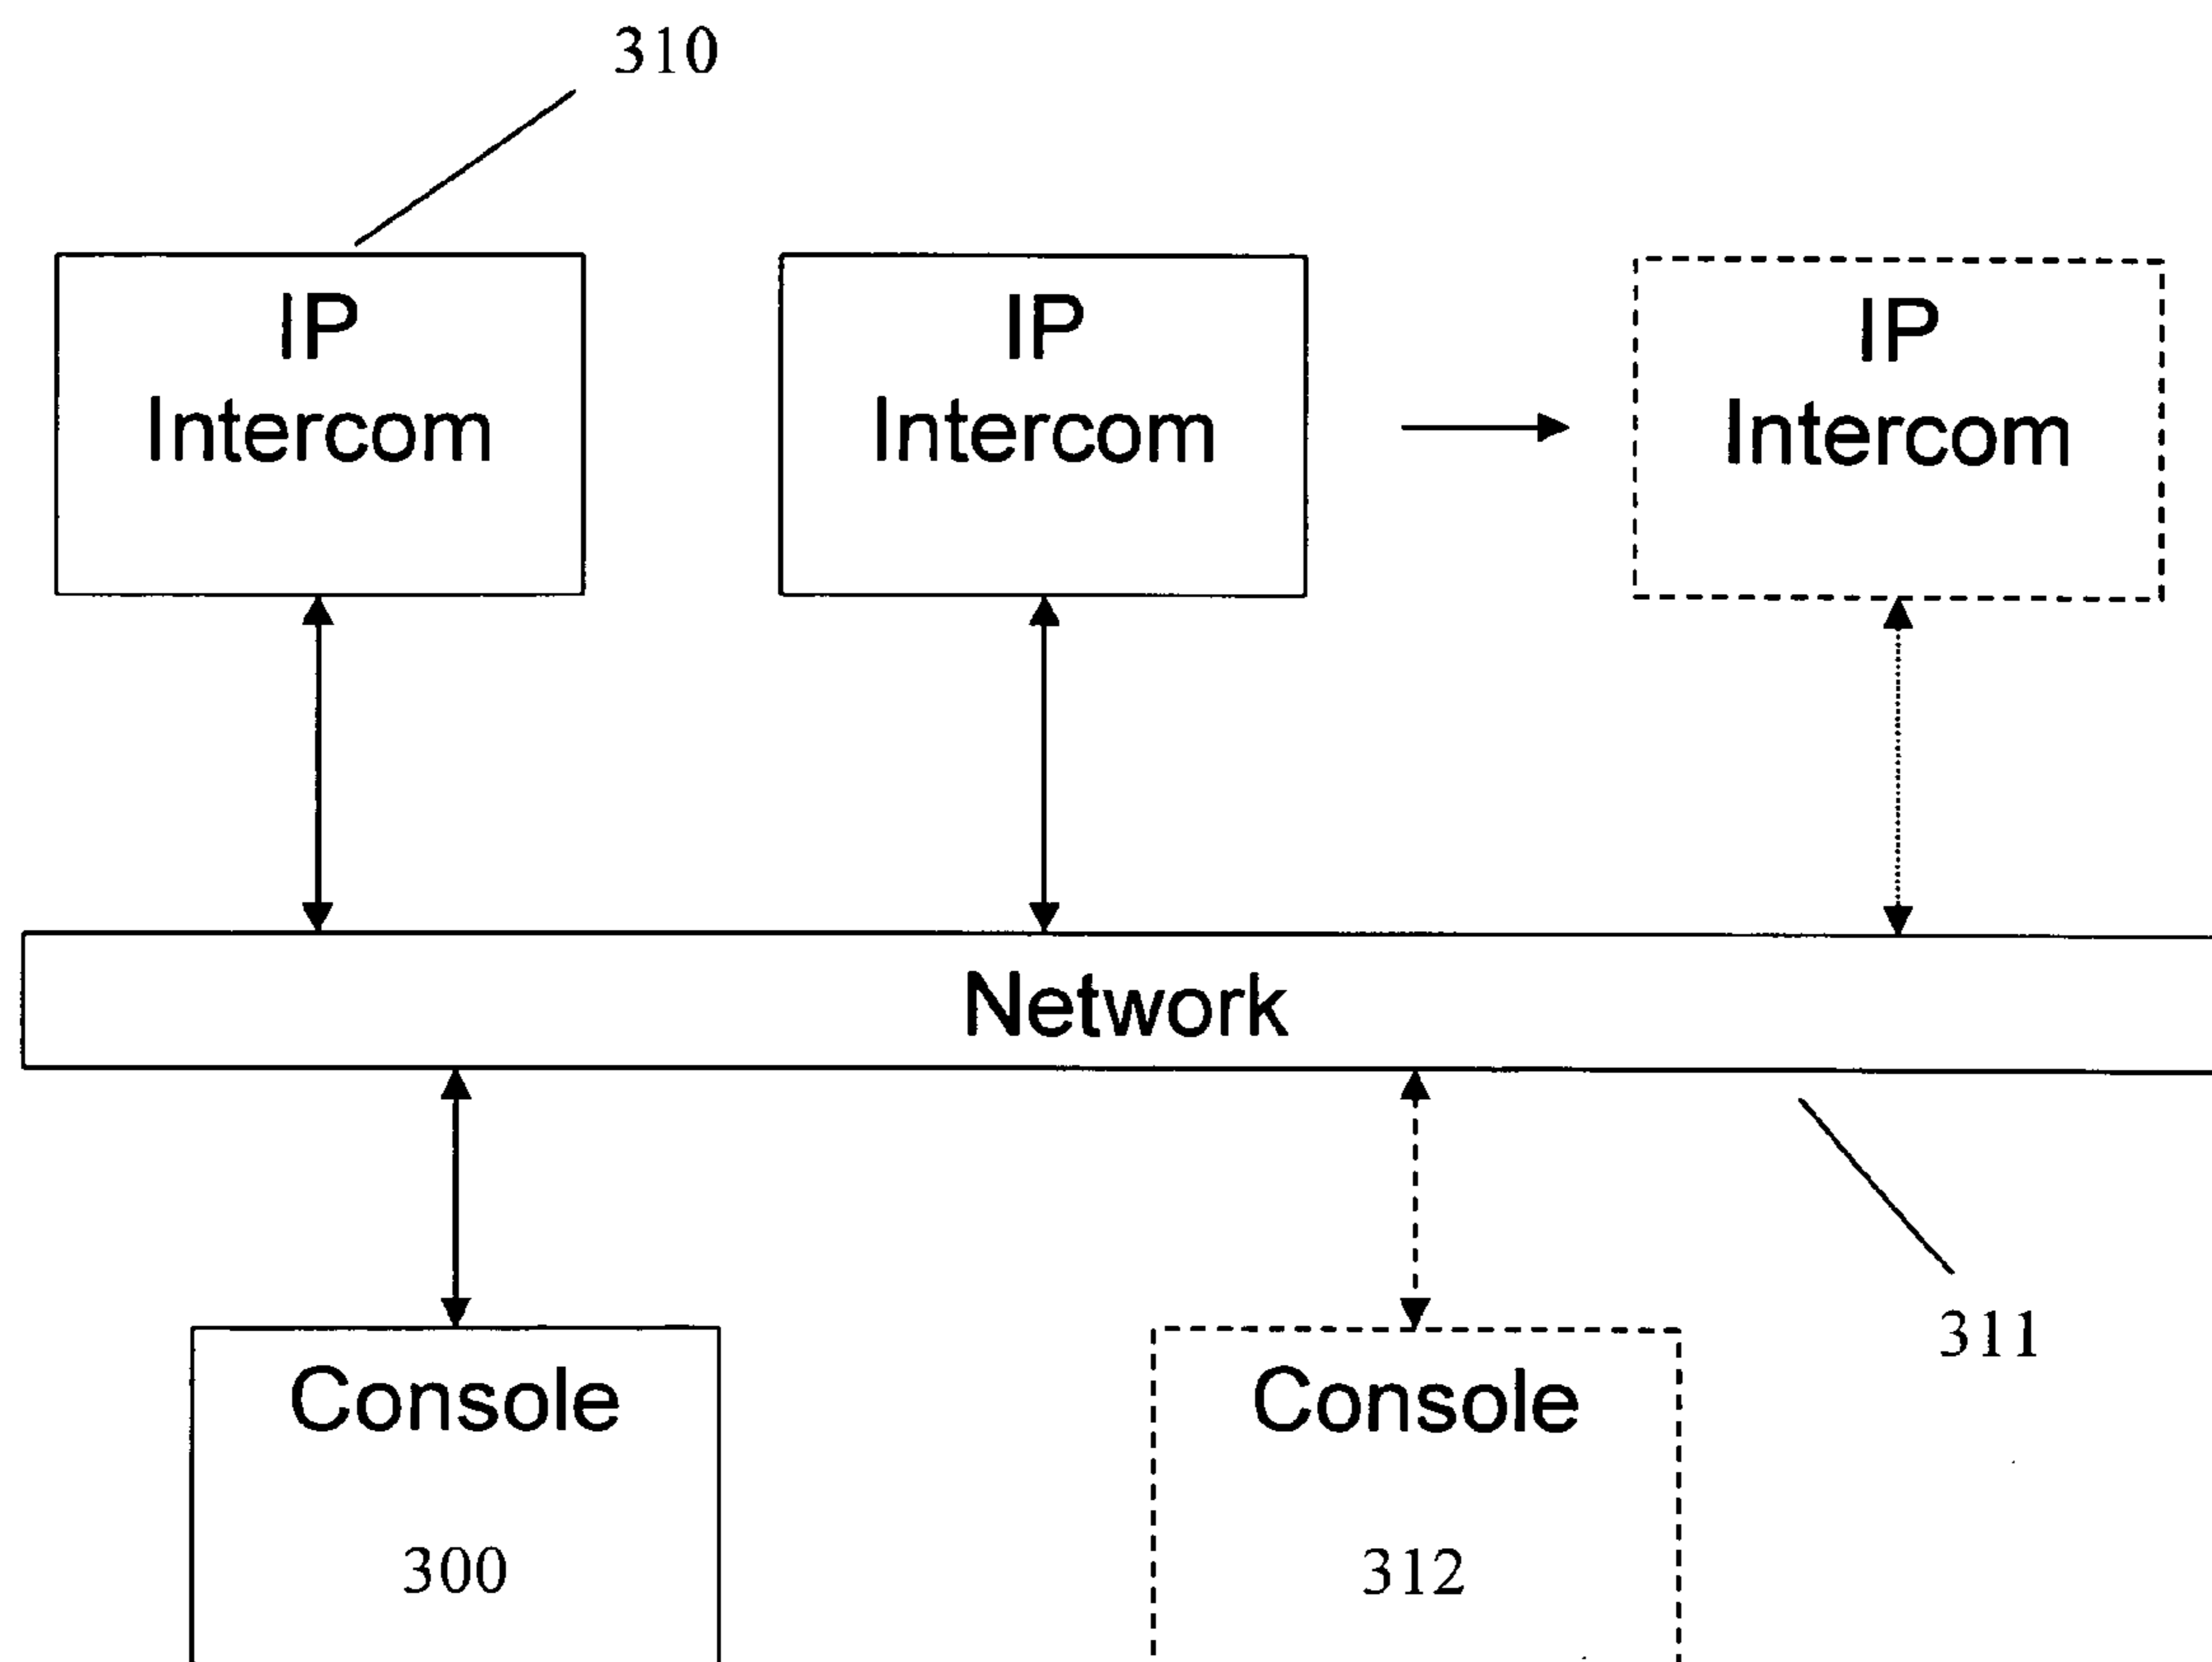 310
IP
Intercom
IP
Intercom
IP
Intercom
Network
311
Console
300
Console
312